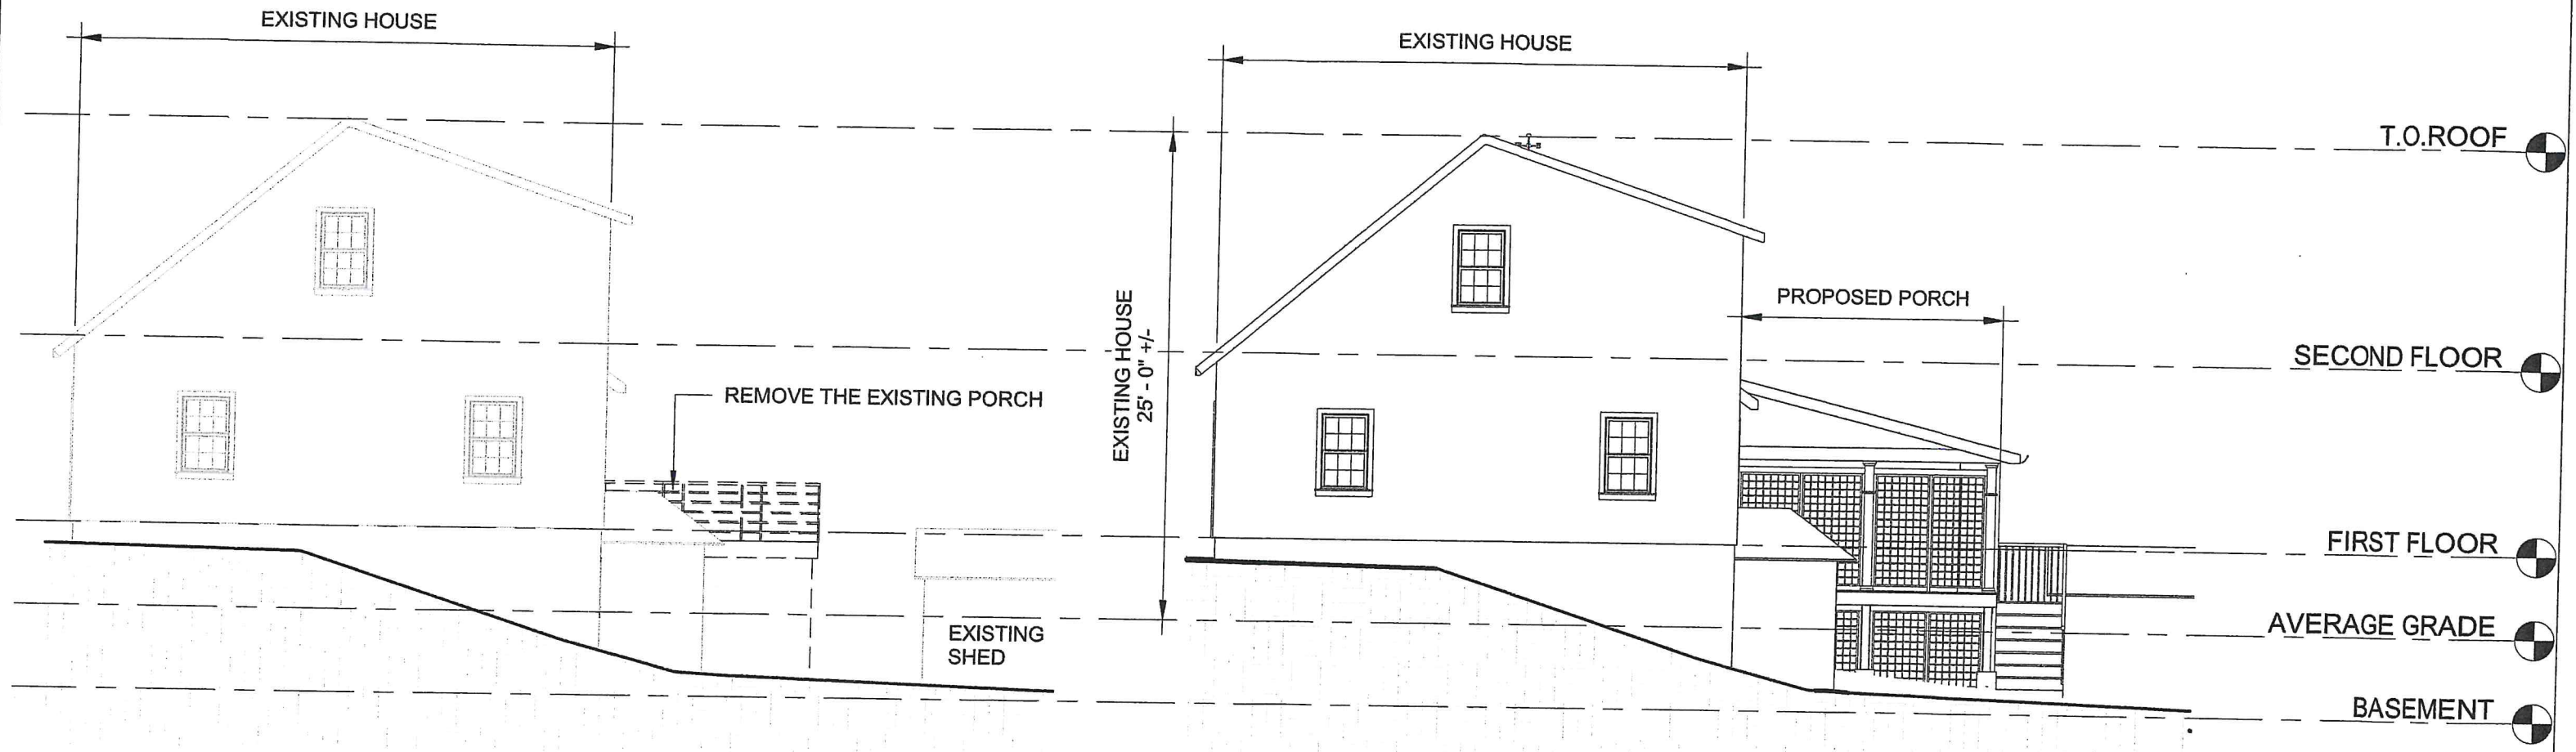 EXISTING HOUSE
EXISTING HOUSE
T.O.ROOF
PROPOSED PORCH
EXISTING HOUSE
25' - 0" +/-
SECOND FLOOR
REMOVE THE EXISTING PORCH
FIRST FLOOR
EXISTING
SHED
AVERAGE GRADE
BASEMENT